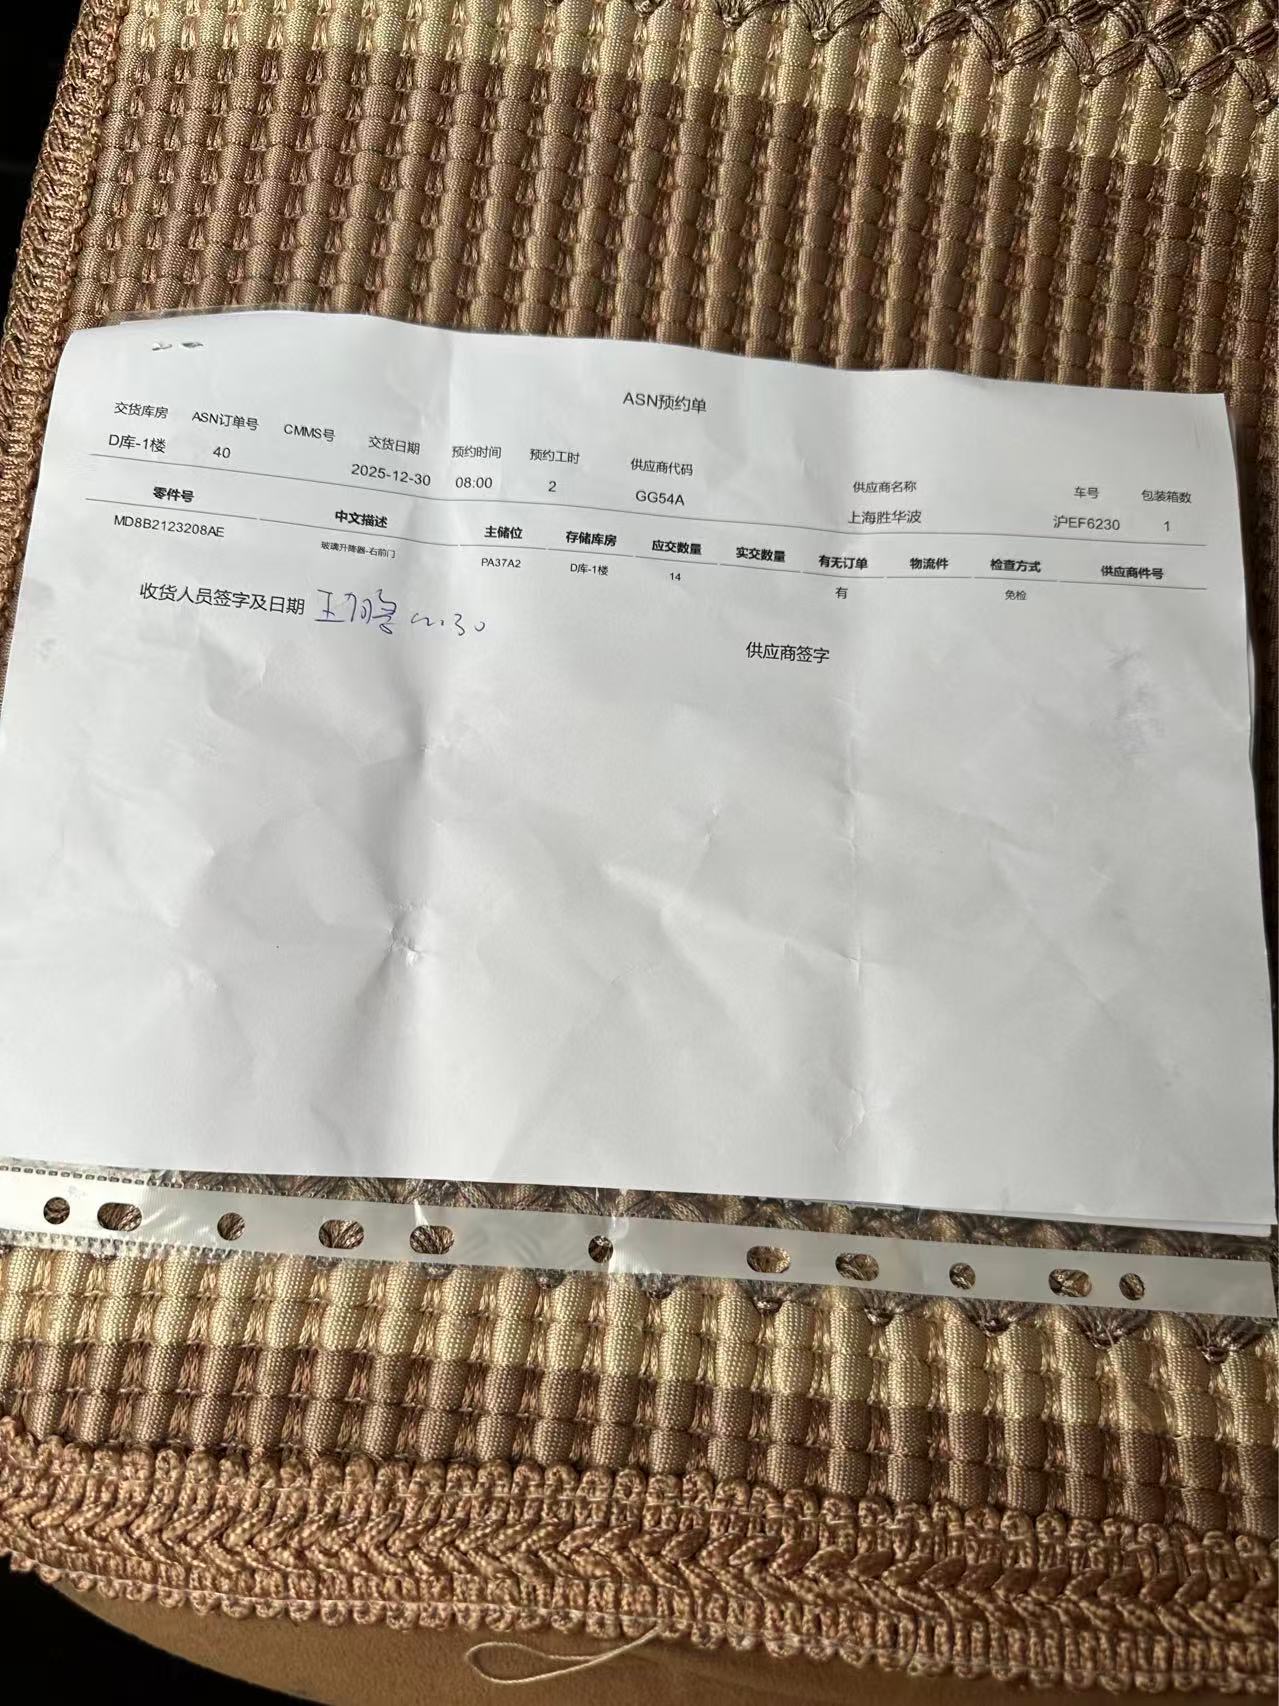 ASN预约单
交货库房 ASN订单号 CMMS号 交货日期 预约时间 预约工时 供应商代码 供应商名称 车号 包装箱数
D库-1楼 40 2025-12-30 08:00 2 GG54A 上海胜华波 沪EF6230 1
零件号 中文描述 主储位 存储库房 应交数量 实交数量 有无订单 物流件 检查方式 供应商件号
MD8B2123208AE 玻璃升降器-右前门 PA37A2 D库-1楼 14 有 免检
收货人员签字及日期 王鹏 12.30
供应商签字